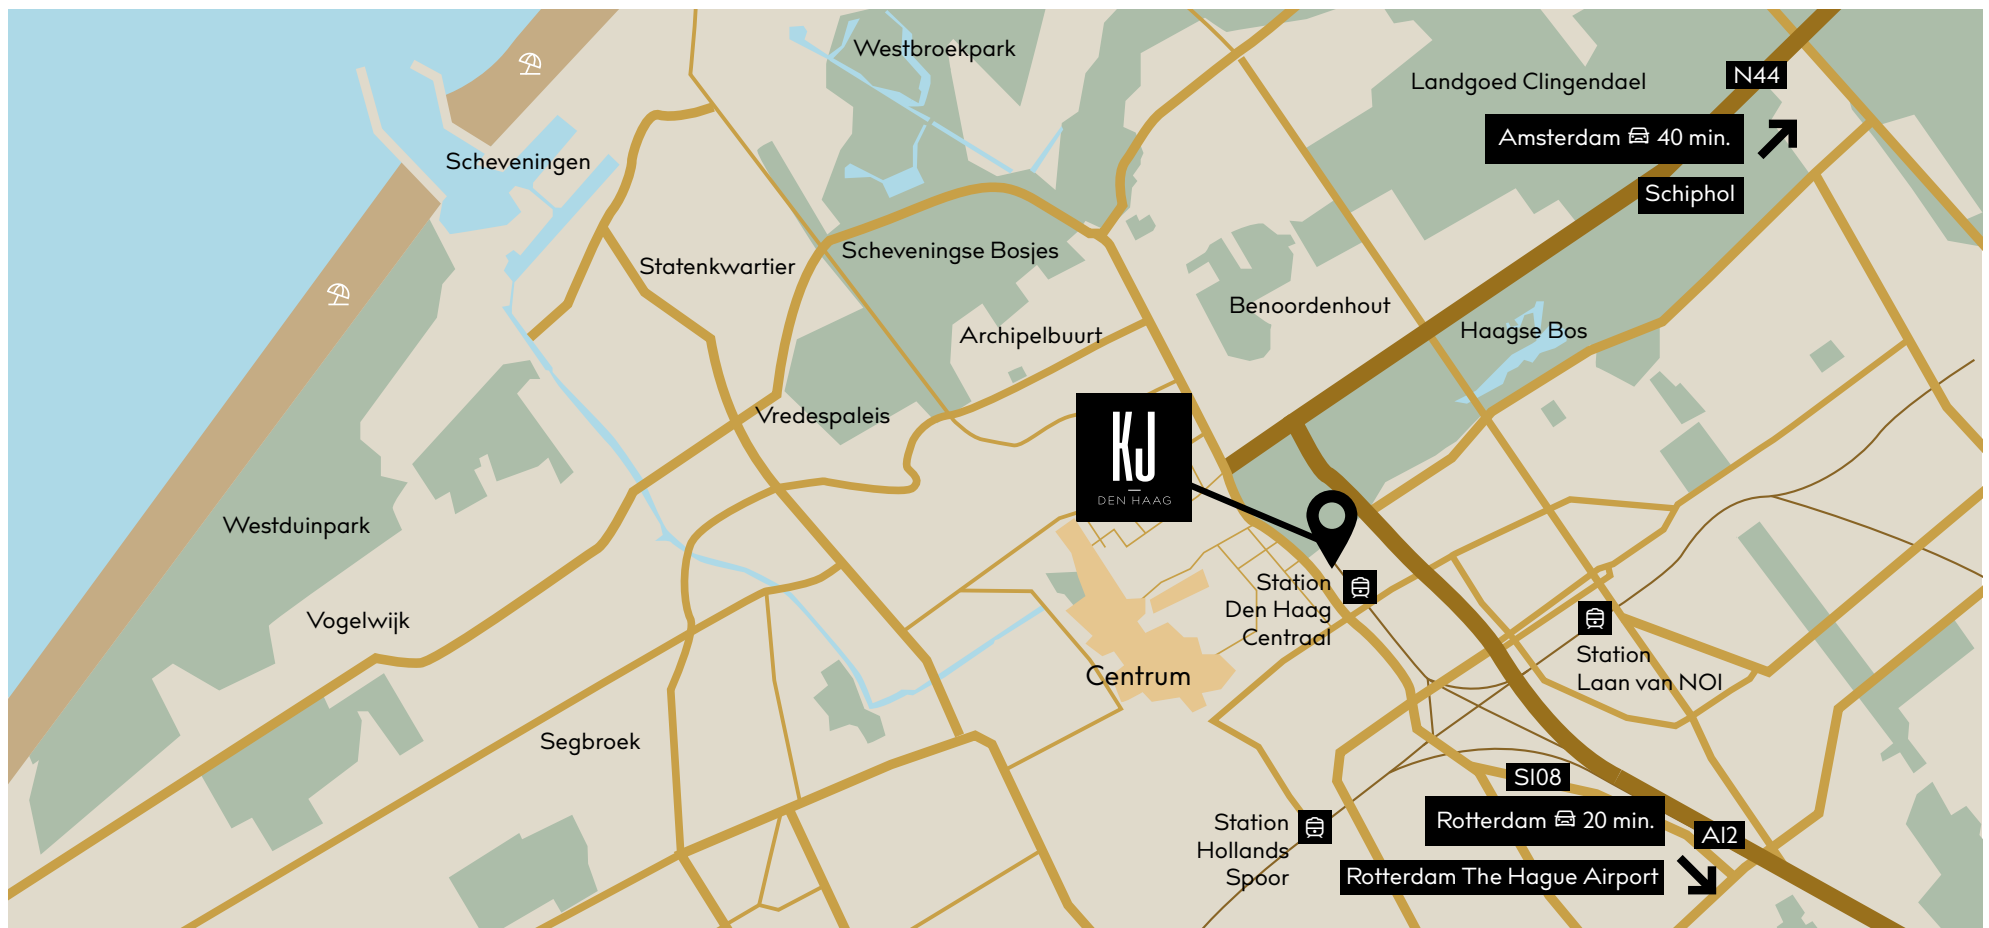 Westbroekpark
Landgoed Clingendael
N44
Amsterdam 40 min.
Schiphol
Scheveningen
Statenkwartier
Scheveningse Bosjes
Benoordenhout
Archipelbuurt
Haagse Bos
Vredespaleis
KJ
DEN HAAG
Westduinpark
Vogelwijk
Station
Den Haag
Centraal
Centrum
Station
Laan van NOI
Segbroek
S108
Rotterdam 20 min.
A12
Rotterdam The Hague Airport
Station
Hollands
Spoor